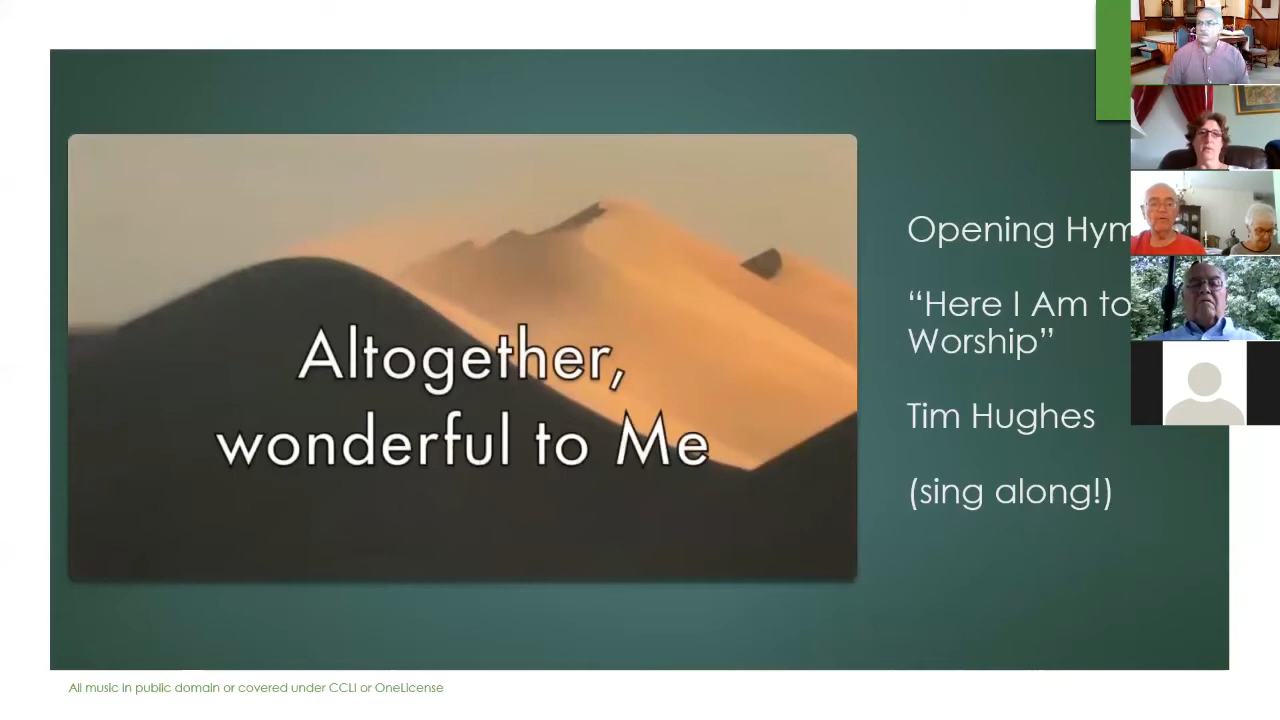 Altogether,
wonderful to Me
Opening Hym
“Here I Am to
Worship”
Tim Hughes
(sing along!)
All music in public domain or covered under CCLI or OneLicense